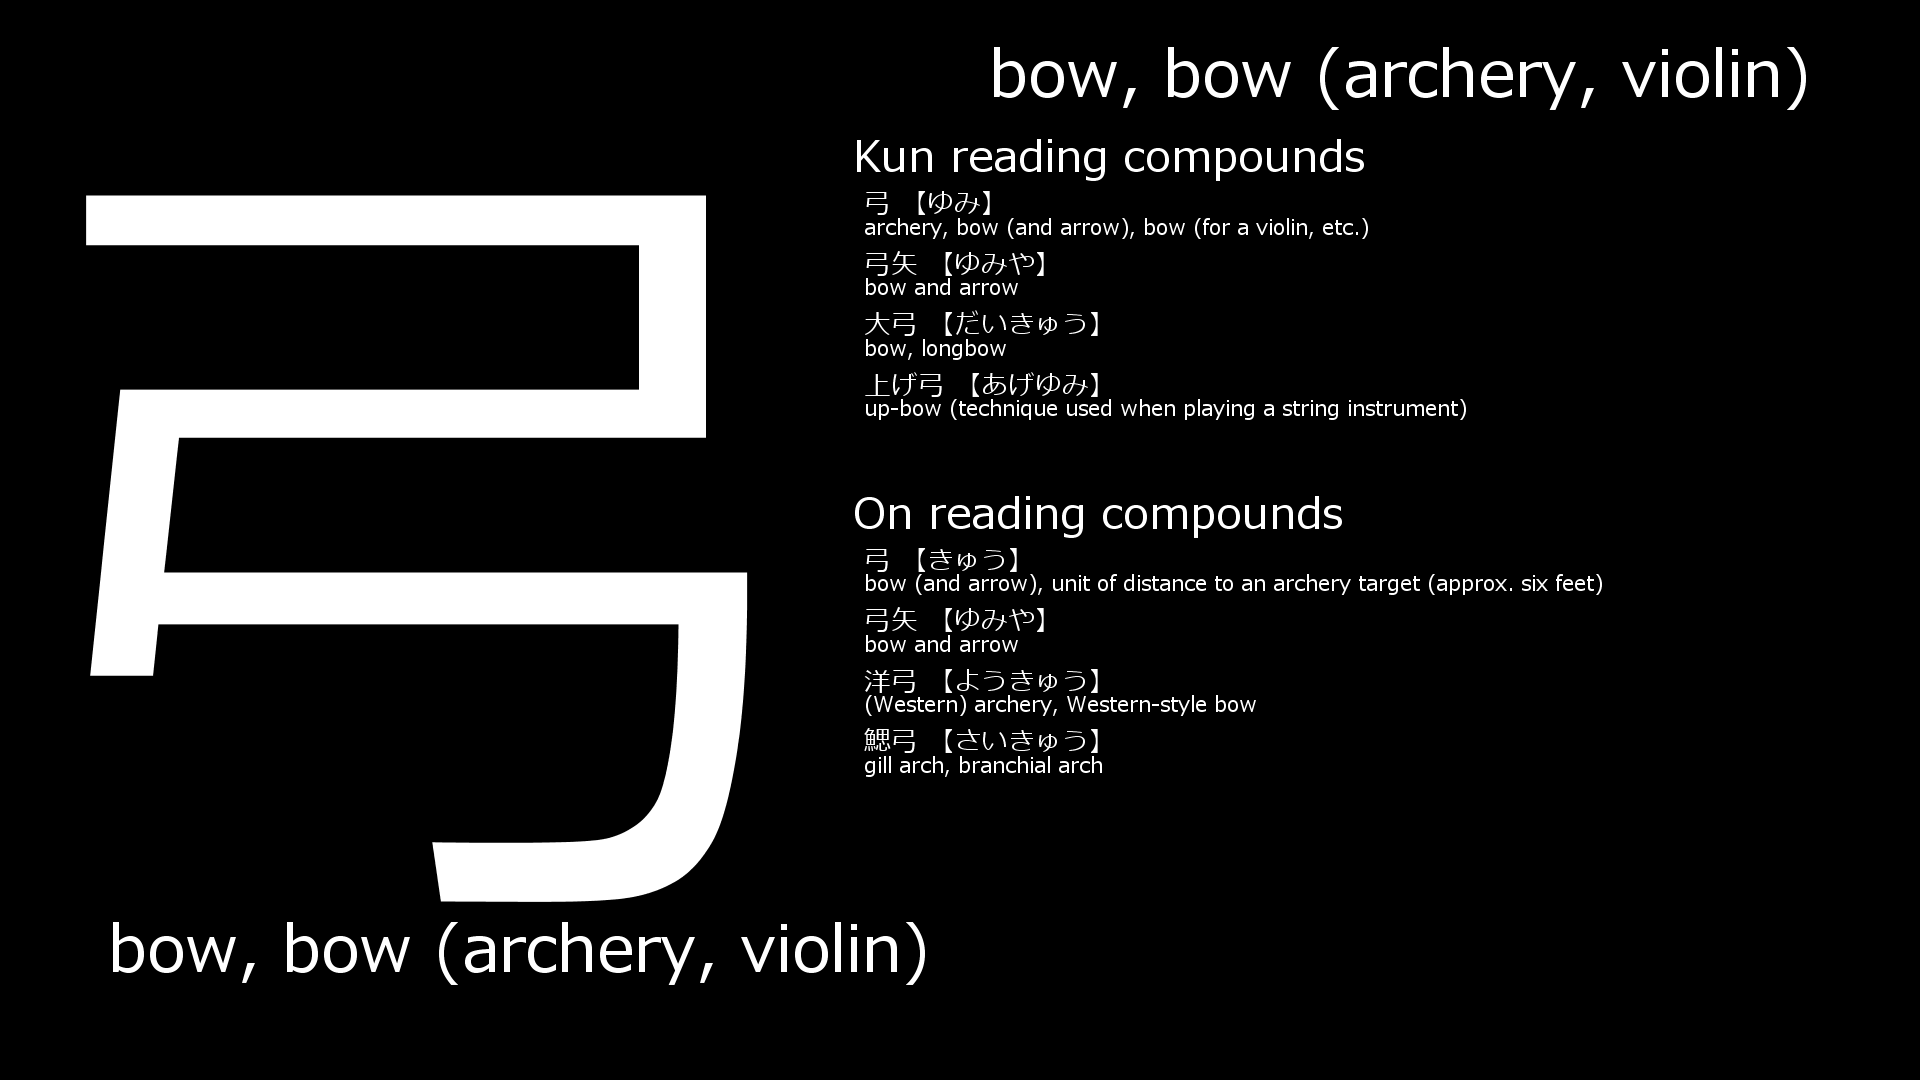 bow, bow (archery, violin)
弓
Kun reading compounds
弓 【ゆみ】
archery, bow (and arrow), bow (for a violin, etc.)
弓矢 【ゆみや】
bow and arrow
大弓 【だいきゅう】
bow, longbow
上げ弓 【あげゆみ】
up-bow (technique used when playing a string instrument)
On reading compounds
弓 【きゅう】
bow (and arrow), unit of distance to an archery target (approx. six feet)
弓矢 【ゆみや】
bow and arrow
洋弓 【ようきゅう】
(Western) archery, Western-style bow
鰓弓 【さいきゅう】
gill arch, branchial arch
bow, bow (archery, violin)